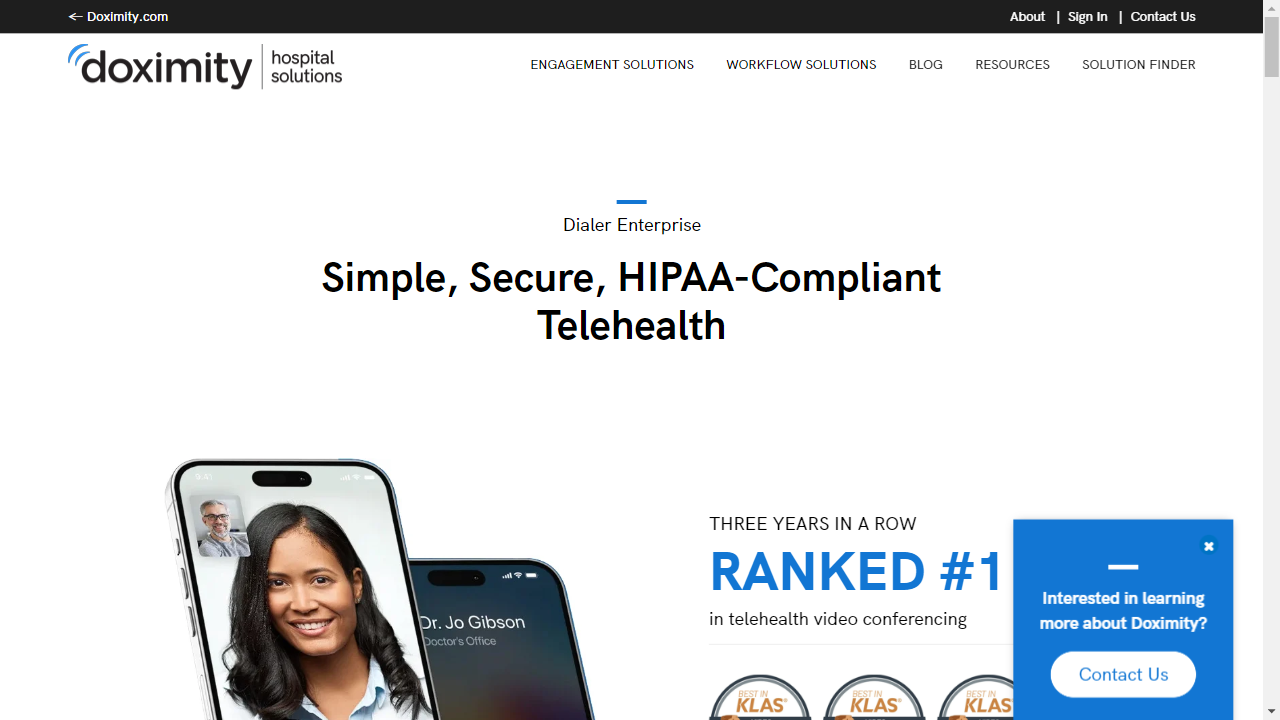 ← Doximity.com
About | Sign In | Contact Us
doximity hospital solutions
ENGAGEMENT SOLUTIONS WORKFLOW SOLUTIONS BLOG RESOURCES SOLUTION FINDER
Dialer Enterprise
Simple, Secure, HIPAA-Compliant
Telehealth
9:41
Dr. Jo Gibson
Doctor's Office
THREE YEARS IN A ROW
RANKED #1
in telehealth video conferencing
BEST IN
KLAS®
BEST IN
KLAS®
BEST IN
KLAS
Interested in learning
more about Doximity?
Contact Us